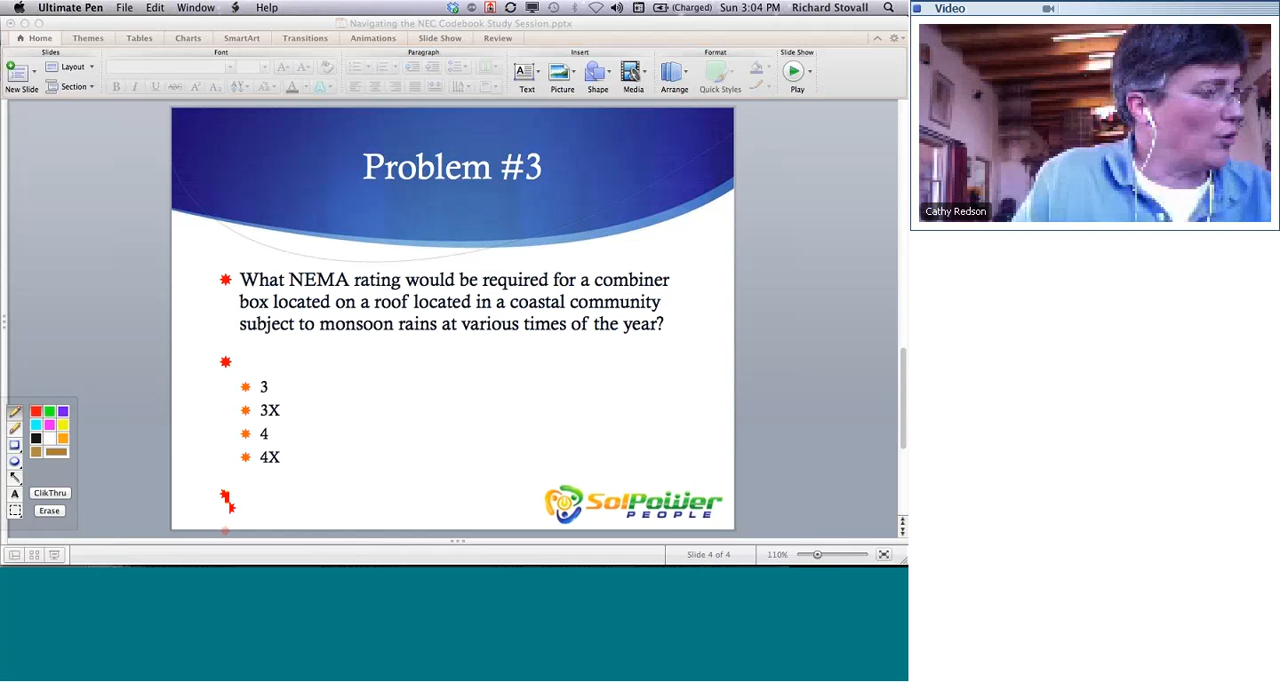 Ultimate Pen File Edit Window Help (Charged) Sun 3:04 PM Richard Stovall
Navigating the NEC Codebook Study Session.pptx
Home Themes Tables Charts SmartArt Transitions Animations Slide Show Review
Slides Font Paragraph Insert Format Slide Show
New Slide Layout Section Text Picture Shape Media Arrange Quick Styles Play
Video
Cathy Redson
Problem #3
What NEMA rating would be required for a combiner
box located on a roof located in a coastal community
subject to monsoon rains at various times of the year?
3
3X
4
4X
SolPower
PEOPLE
ClikThru
Erase
Slide 4 of 4 110%